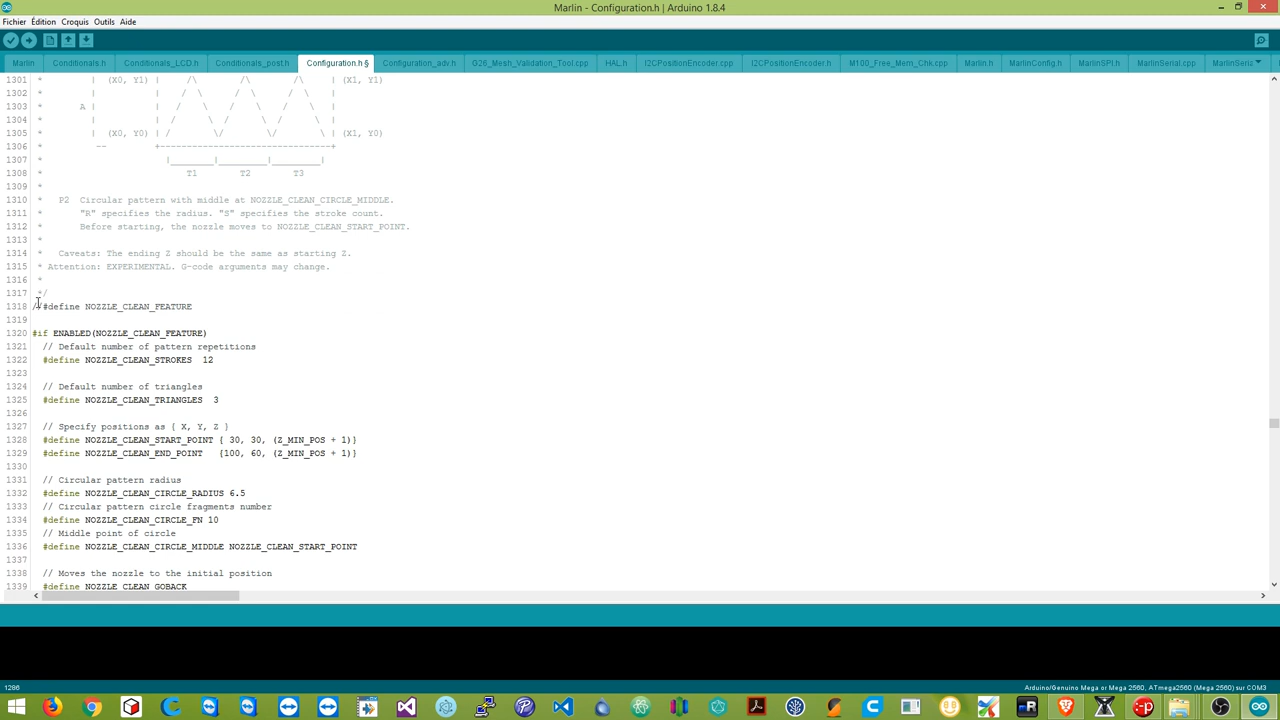 Marlin - Configuration.h | Arduino 1.8.4
Fichier Édition Croquis Outils Aide
Marlin Conditionals.h Conditionals_LCD.h Conditionals_post.h Configuration.h § Configuration_adv.h G26_Mesh_Validation_Tool.cpp HAL.h I2CPositionEncoder.cpp I2CPositionEncoder.h M100_Free_Mem_Chk.cpp Marlin.h MarlinConfig.h MarlinSPI.h MarlinSerial.cpp MarlinSeria
1301 * | (X0, Y1) | /\ /\ /\ | (X1, Y1)
1302 * | | / \ / \ / \ |
1303 * A | | / \ / \ / \ |
1304 * | | / \ / \ / \ |
1305 * | (X0, Y0) | / \/ \/ \ | (X1, Y0)
1306 * -- +--------------------------------+
1307 * |________|_________|_________|
1308 * T1 T2 T3
1309 *
1310 * P2 Circular pattern with middle at NOZZLE_CLEAN_CIRCLE_MIDDLE.
1311 * "R" specifies the radius. "S" specifies the stroke count.
1312 * Before starting, the nozzle moves to NOZZLE_CLEAN_START_POINT.
1313 *
1314 * Caveats: The ending Z should be the same as starting Z.
1315 * Attention: EXPERIMENTAL. G-code arguments may change.
1316 *
1317 */
1318 //#define NOZZLE_CLEAN_FEATURE
1319
1320 #if ENABLED(NOZZLE_CLEAN_FEATURE)
1321 // Default number of pattern repetitions
1322 #define NOZZLE_CLEAN_STROKES 12
1323
1324 // Default number of triangles
1325 #define NOZZLE_CLEAN_TRIANGLES 3
1326
1327 // Specify positions as { X, Y, Z }
1328 #define NOZZLE_CLEAN_START_POINT { 30, 30, (Z_MIN_POS + 1)}
1329 #define NOZZLE_CLEAN_END_POINT {100, 60, (Z_MIN_POS + 1)}
1330
1331 // Circular pattern radius
1332 #define NOZZLE_CLEAN_CIRCLE_RADIUS 6.5
1333 // Circular pattern circle fragments number
1334 #define NOZZLE_CLEAN_CIRCLE_FN 10
1335 // Middle point of circle
1336 #define NOZZLE_CLEAN_CIRCLE_MIDDLE NOZZLE_CLEAN_START_POINT
1337
1338 // Moves the nozzle to the initial position
1339 #define NOZZLE_CLEAN_GOBACK
1286
Arduino/Genuino Mega or Mega 2560, ATmega2560 (Mega 2560) sur COM3